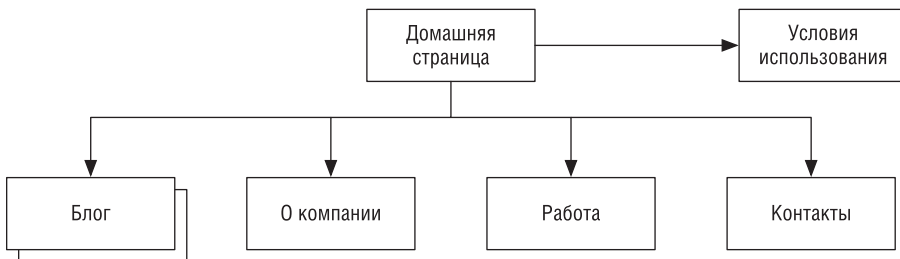 Домашняя
страница
Условия
использования
Блог
О компании
Работа
Контакты